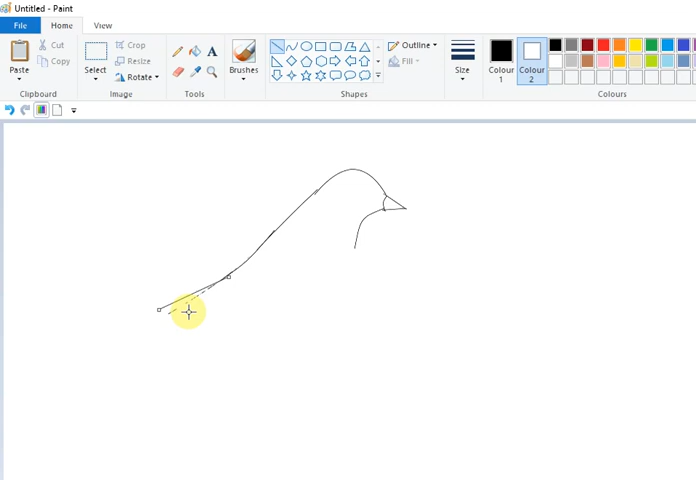 Untitled - Paint
File Home View
Paste Cut Copy
Select Crop Resize Rotate
A
Brushes
Outline Fill
Size
Colour 1 Colour 2
Clipboard Image Tools Shapes Colours